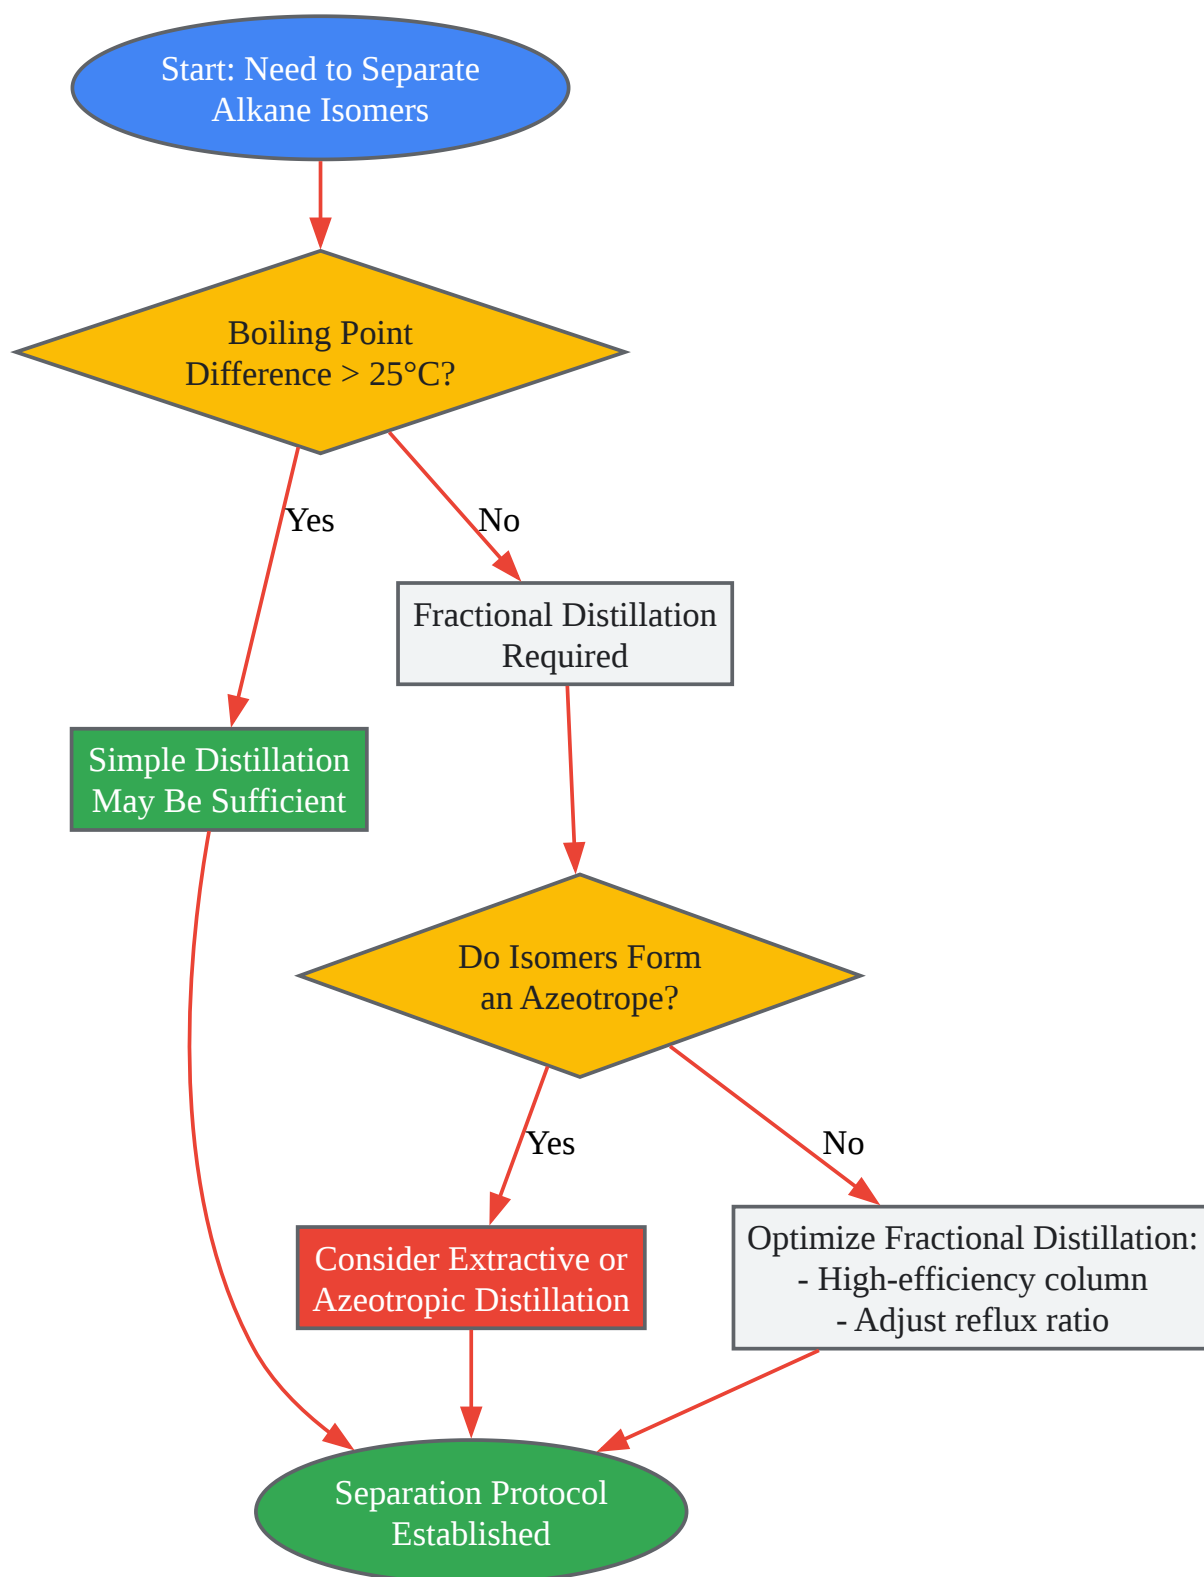 Start: Need to Separate
Alkane Isomers
Boiling Point
Difference > 25°C?
Yes
No
Fractional Distillation
Required
Simple Distillation
May Be Sufficient
Do Isomers Form
an Azeotrope?
Yes
No
Consider Extractive or
Azeotropic Distillation
Optimize Fractional Distillation:
- High-efficiency column
- Adjust reflux ratio
Separation Protocol
Established